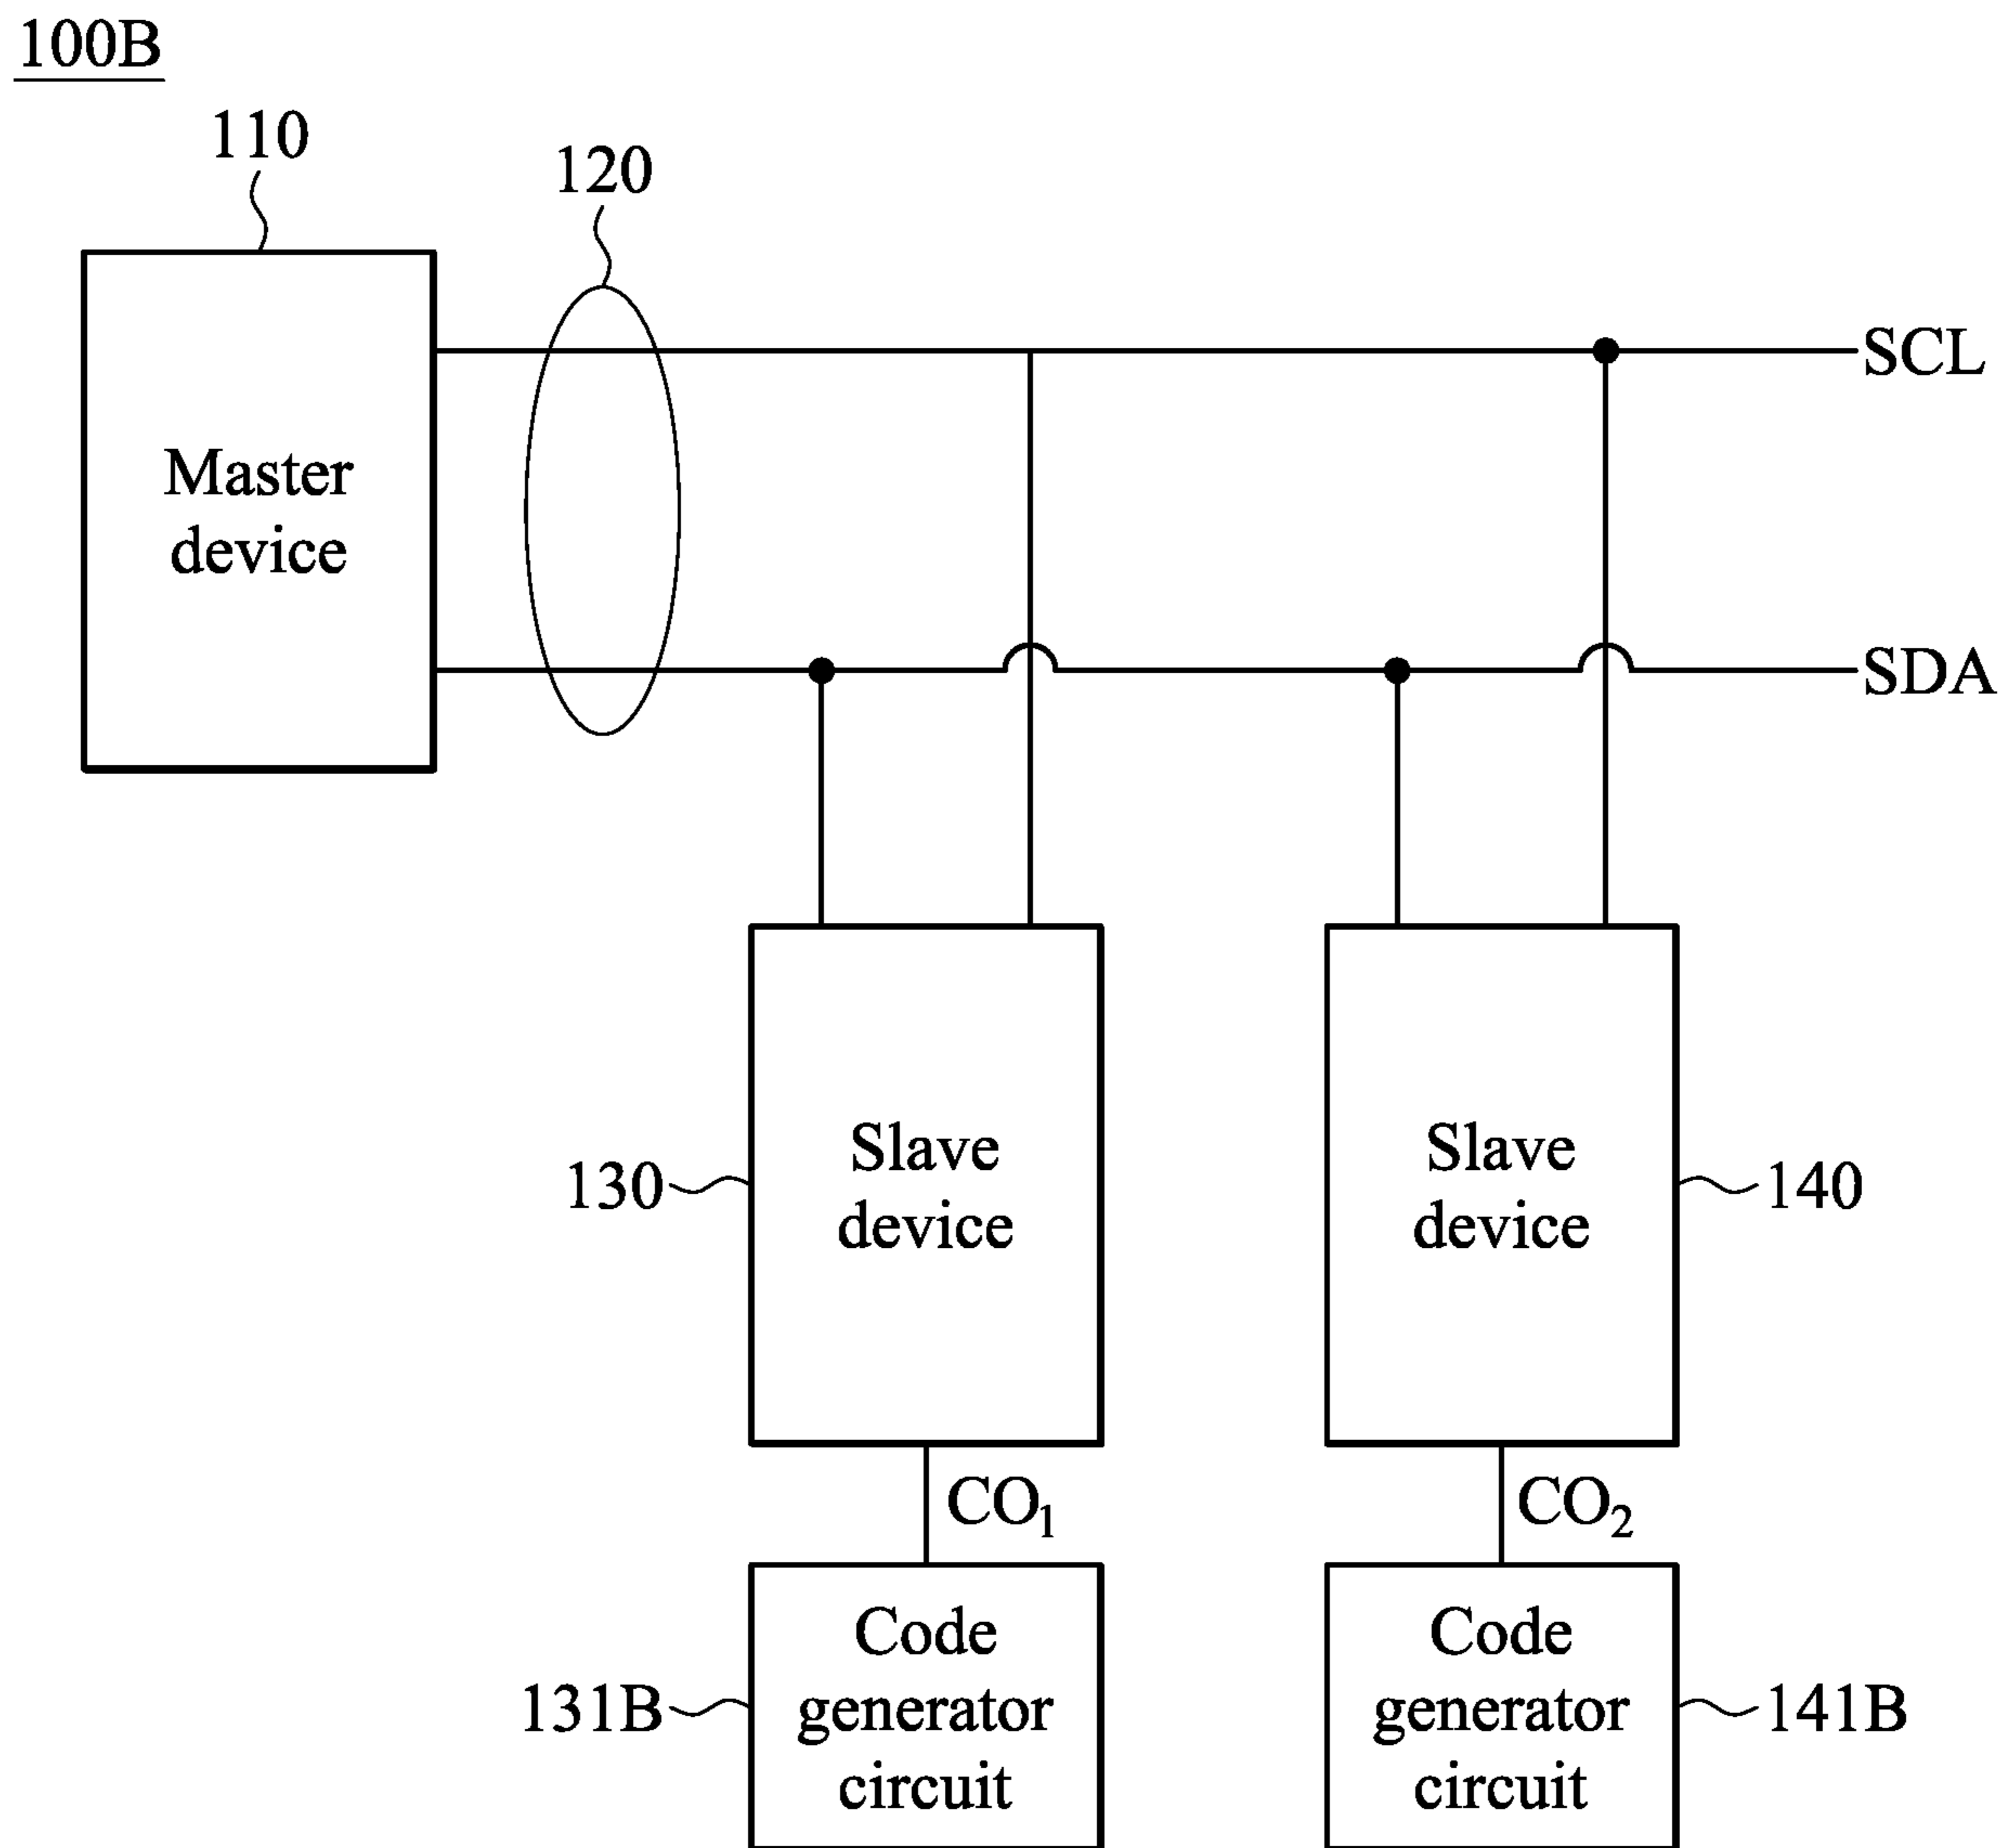 100B
110
120
SCL
Master
device
SDA
Slave
device
Slave
device
130
140
CO₁
CO₂
Code
generator
circuit
Code
generator
circuit
131B
141B